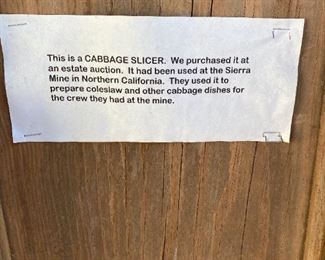 This is a CABBAGE SLICER.  We purchased it at
an estate auction.  It had been used at the Sierra
Mine in Northern California.  They used it to
prepare coleslaw and other cabbage dishes for
the crew they had at the mine.